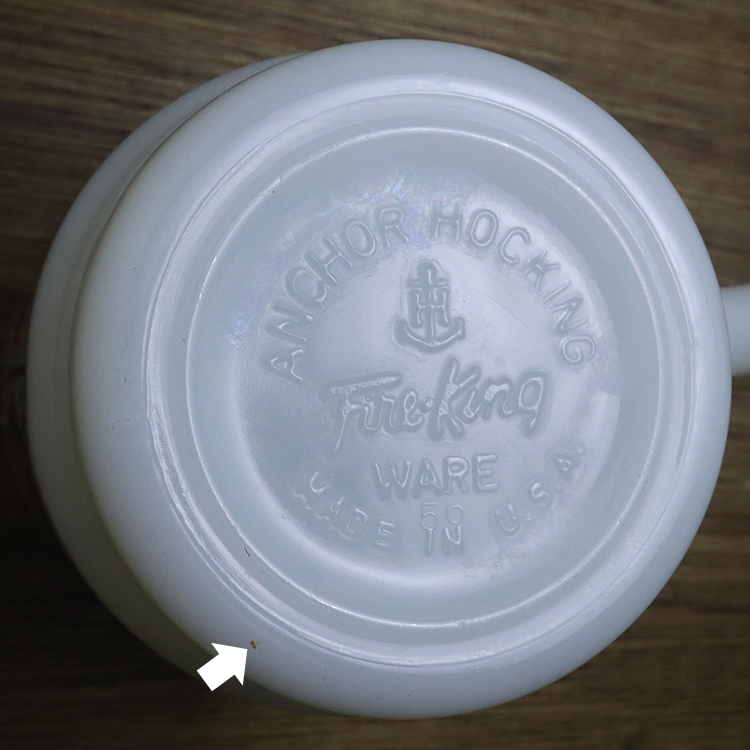 ANCHOR HOCKING
Fire-King
WARE
50
MADE IN U.S.A.